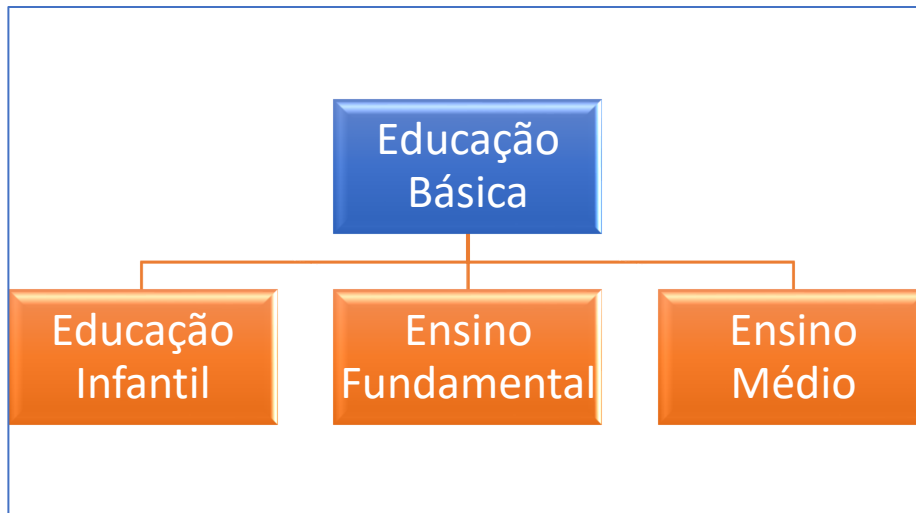 Educação
Básica
Educação
Infantil
Ensino
Fundamental
Ensino
Médio